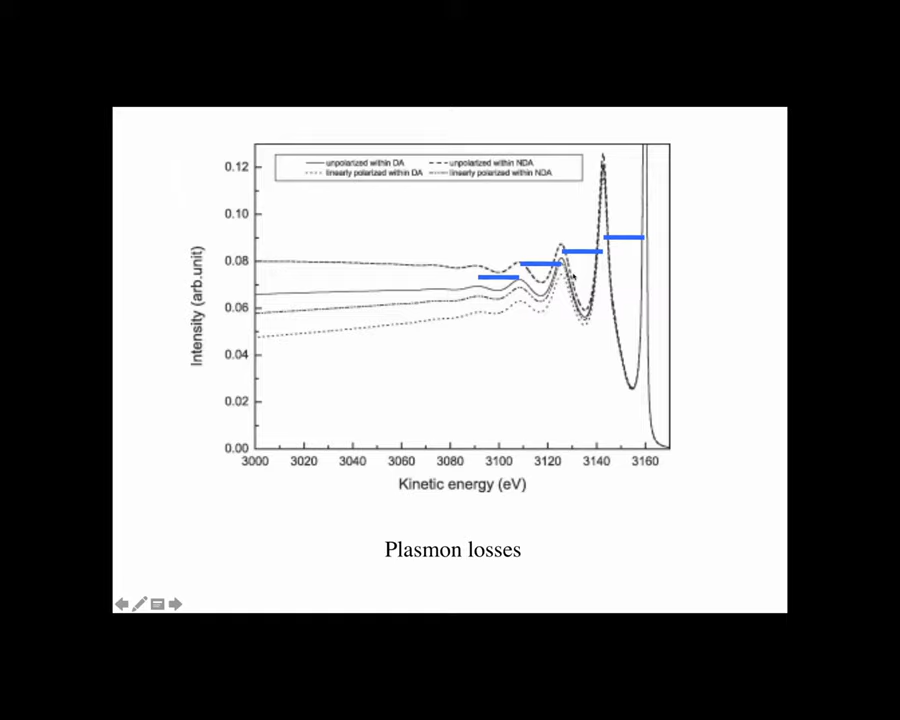 unpolarized within DA unpolarized within NDA
linearly polarized within DA linearly polarized within NDA
0.12
0.10
0.08
0.06
0.04
0.02
0.00
Intensity (arb.unit)
3000 3020 3040 3060 3080 3100 3120 3140 3160
Kinetic energy (eV)
Plasmon losses